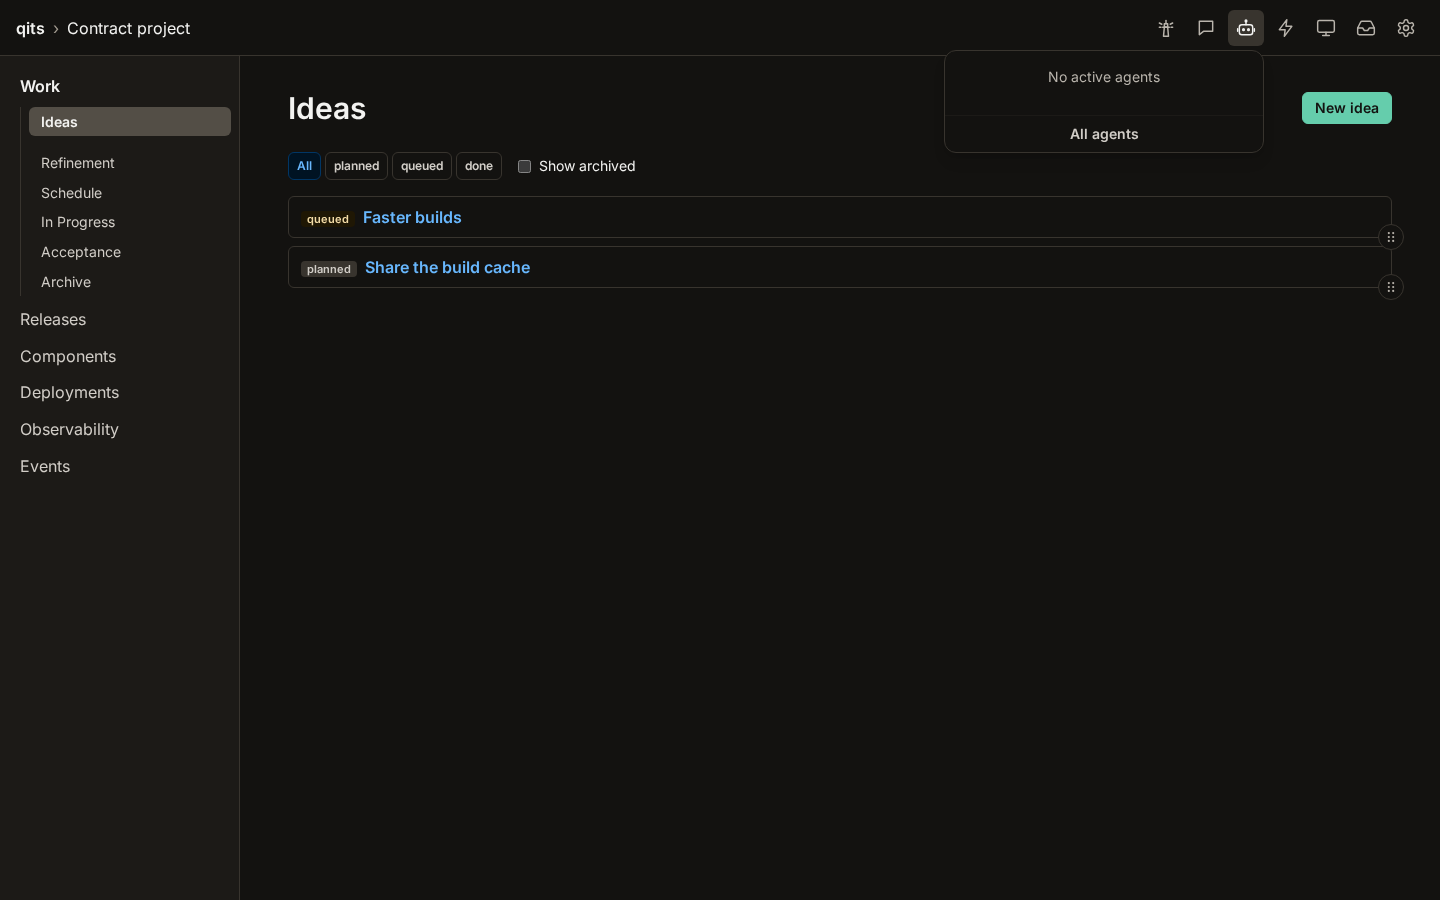 qits › Contract project
No active agents
All agents
Work
Ideas
Refinement
Schedule
In Progress
Acceptance
Archive
Releases
Components
Deployments
Observability
Events
Ideas
New idea
All planned queued done Show archived
queued Faster builds
planned Share the build cache